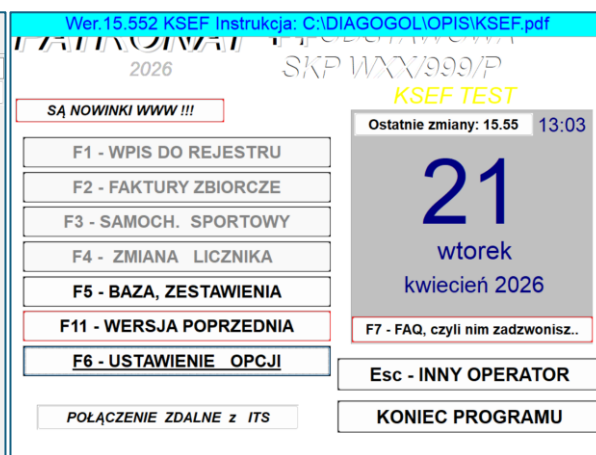 Wer.15.552 KSEF Instrukcja: C:\DIAGOGOL\OPIS\KSEF.pdf
PATRONAT
2026
SKP WXX/999/P
KSEF TEST
SĄ NOWINKI WWW !!!
Ostatnie zmiany: 15.55 13:03
F1 - WPIS DO REJESTRU
F2 - FAKTURY ZBIORCZE
F3 - SAMOCH. SPORTOWY
F4 - ZMIANA LICZNIKA
F5 - BAZA, ZESTAWIENIA
F11 - WERSJA POPRZEDNIA
F6 - USTAWIENIE OPCJI
21
wtorek
kwiecień 2026
F7 - FAQ, czyli nim zadzwonisz..
Esc - INNY OPERATOR
POŁĄCZENIE ZDALNE z ITS
KONIEC PROGRAMU